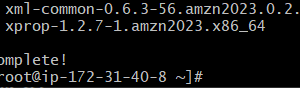 xml-common-0.6.3-56.amzn2023.0.2.
xprop-1.2.7-1.amzn2023.x86_64
omplete!
root@ip-172-31-40-8 ~]#